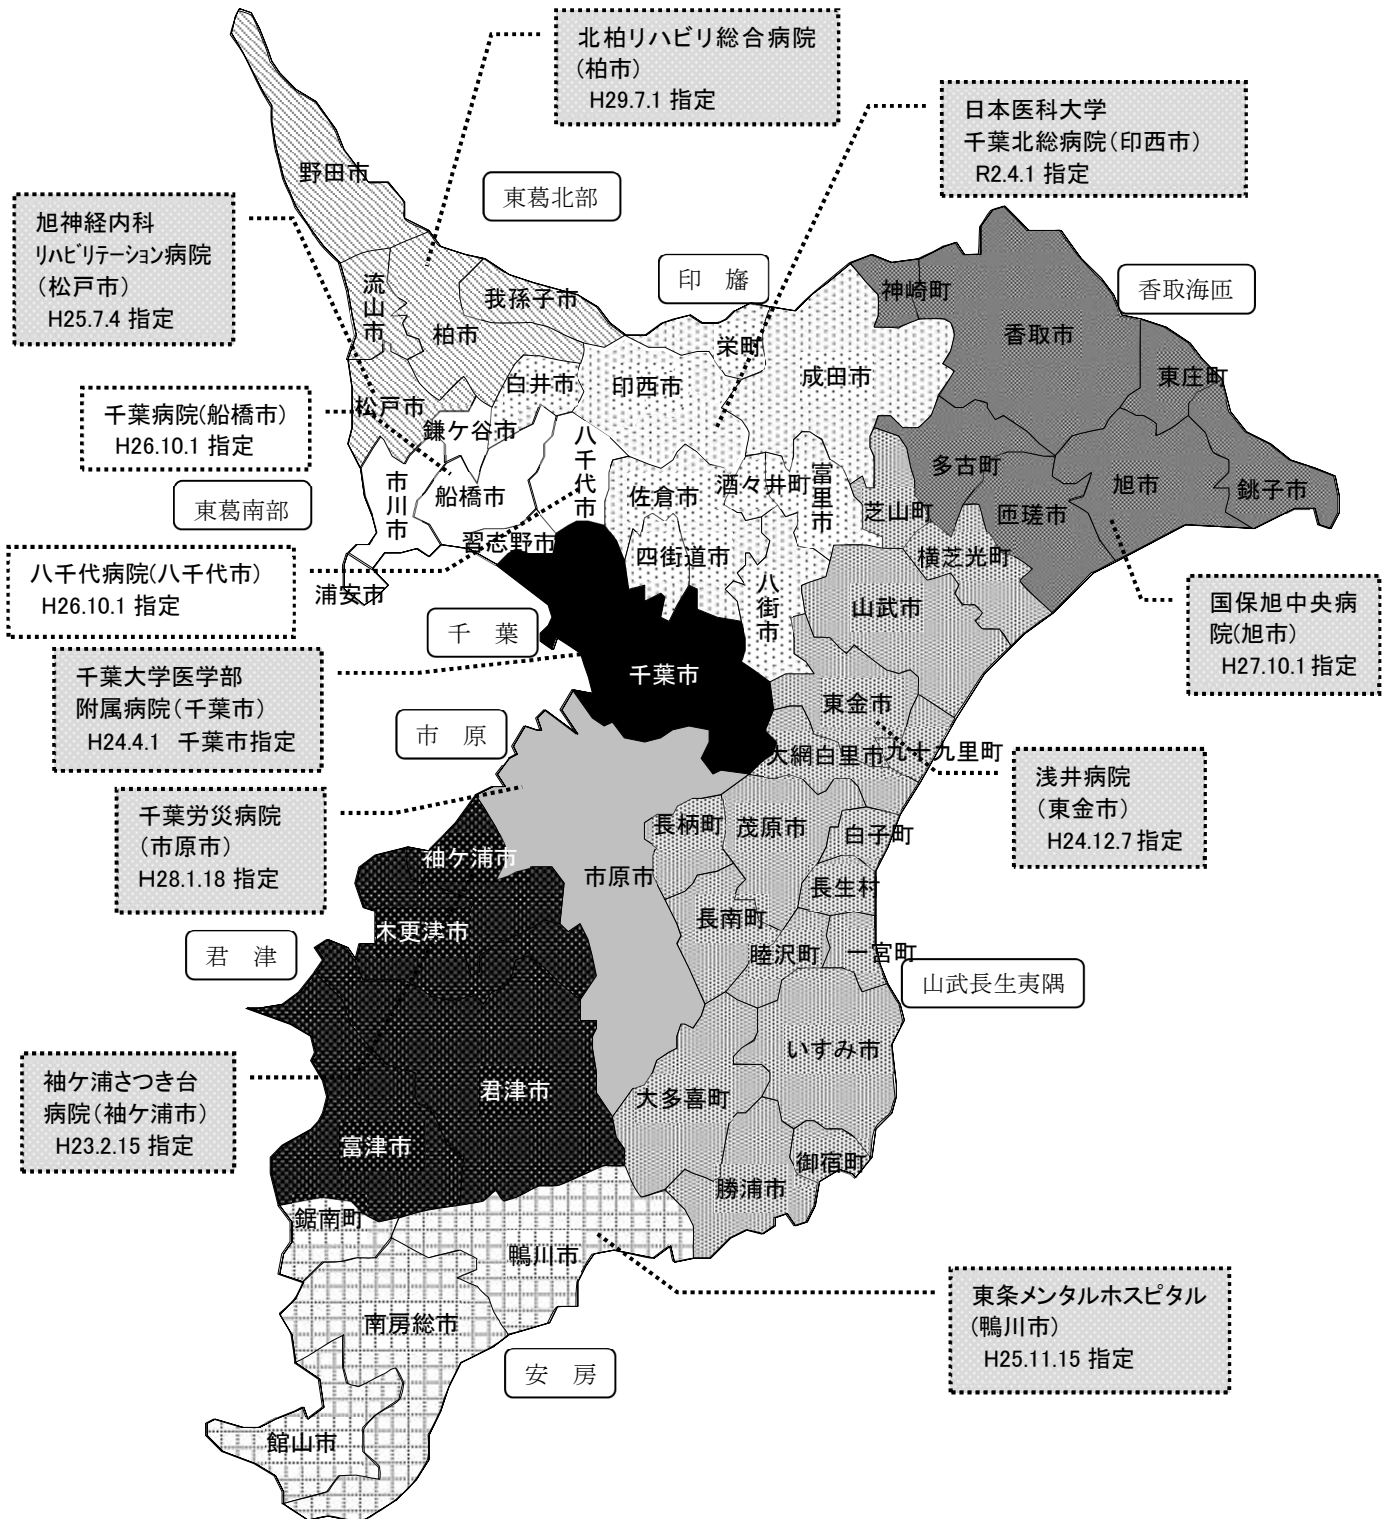 北柏リハビリ総合病院
(柏市)
H29.7.1 指定
日本医科大学
千葉北総病院(印西市)
R2.4.1 指定
野田市
東葛北部
旭神経内科
リハビリテーション病院
(松戸市)
H25.7.4 指定
印 旛
香取海匝
流山市
我孫子市
柏市
神崎町
香取市
栄町
成田市
東庄町
白井市
印西市
千葉病院(船橋市)
H26.10.1 指定
松戸市
鎌ケ谷市
八千代市
多古町
東葛南部
市川市
船橋市
佐倉市
酒々井町
富里市
芝山町
匝瑳市
旭市
銚子市
習志野市
四街道市
横芝光町
八千代病院(八千代市)
H26.10.1 指定
浦安市
八街市
山武市
国保旭中央病
院(旭市)
H27.10.1 指定
千 葉
千葉市
千葉大学医学部
附属病院(千葉市)
H24.4.1 千葉市指定
東金市
市 原
大網白里市
九十九里町
浅井病院
(東金市)
H24.12.7 指定
千葉労災病院
(市原市)
H28.1.18 指定
長柄町
茂原市
白子町
袖ケ浦市
市原市
長生村
長南町
木更津市
君 津
睦沢町
一宮町
山武長生夷隅
いすみ市
袖ケ浦さつき台
病院(袖ケ浦市)
H23.2.15 指定
君津市
大多喜町
富津市
御宿町
勝浦市
鋸南町
鴨川市
東条メンタルホスピタル
(鴨川市)
H25.11.15 指定
南房総市
安 房
館山市